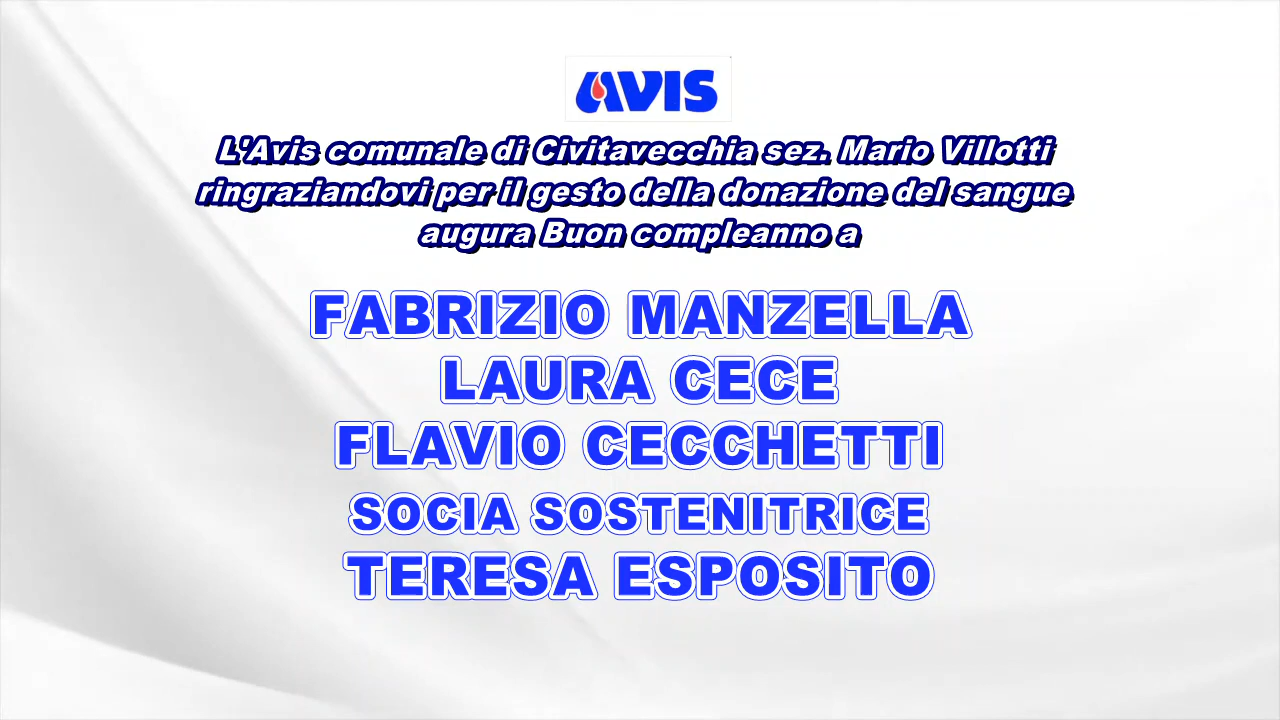 AVIS
L'Avis comunale di Civitavecchia sez. Mario Villotti
ringraziandovi per il gesto della donazione del sangue
augura Buon compleanno a
FABRIZIO MANZELLA
LAURA CECE
FLAVIO CECCHETTI
SOCIA SOSTENITRICE
TERESA ESPOSITO